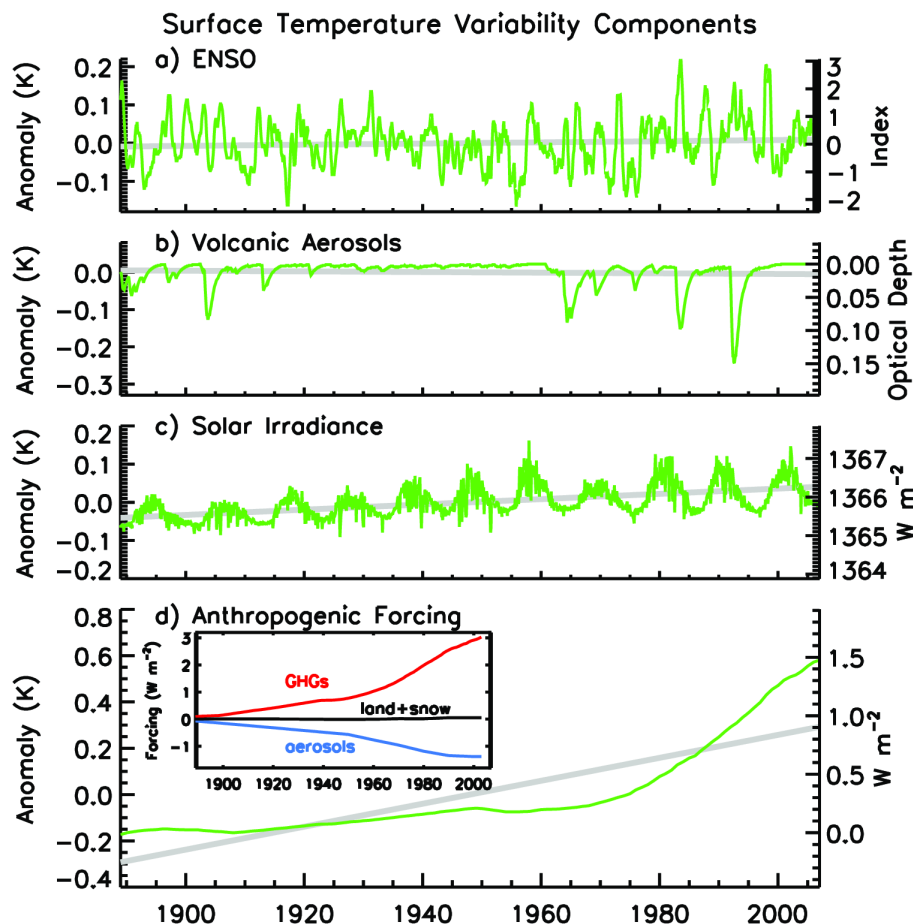 Surface Temperature Variability Components
a) ENSO
Anomaly (K)
0.2
0.1
0.0
−0.1
3
2
1
0
−1
−2
Index
b) Volcanic Aerosols
Anomaly (K)
0.0
−0.1
−0.2
−0.3
0.00
0.05
0.10
0.15
Optical Depth
c) Solar Irradiance
Anomaly (K)
0.2
0.1
0.0
−0.1
−0.2
1367
1366
1365
1364
W m⁻²
d) Anthropogenic Forcing
Anomaly (K)
0.8
0.6
0.4
0.2
0.0
−0.2
−0.4
1.5
1.0
0.5
0.0
W m⁻²
Forcing (W m⁻²)
3
2
1
0
−1
GHGs
land+snow
aerosols
1900 1920 1940 1960 1980 2000
1900 1920 1940 1960 1980 2000